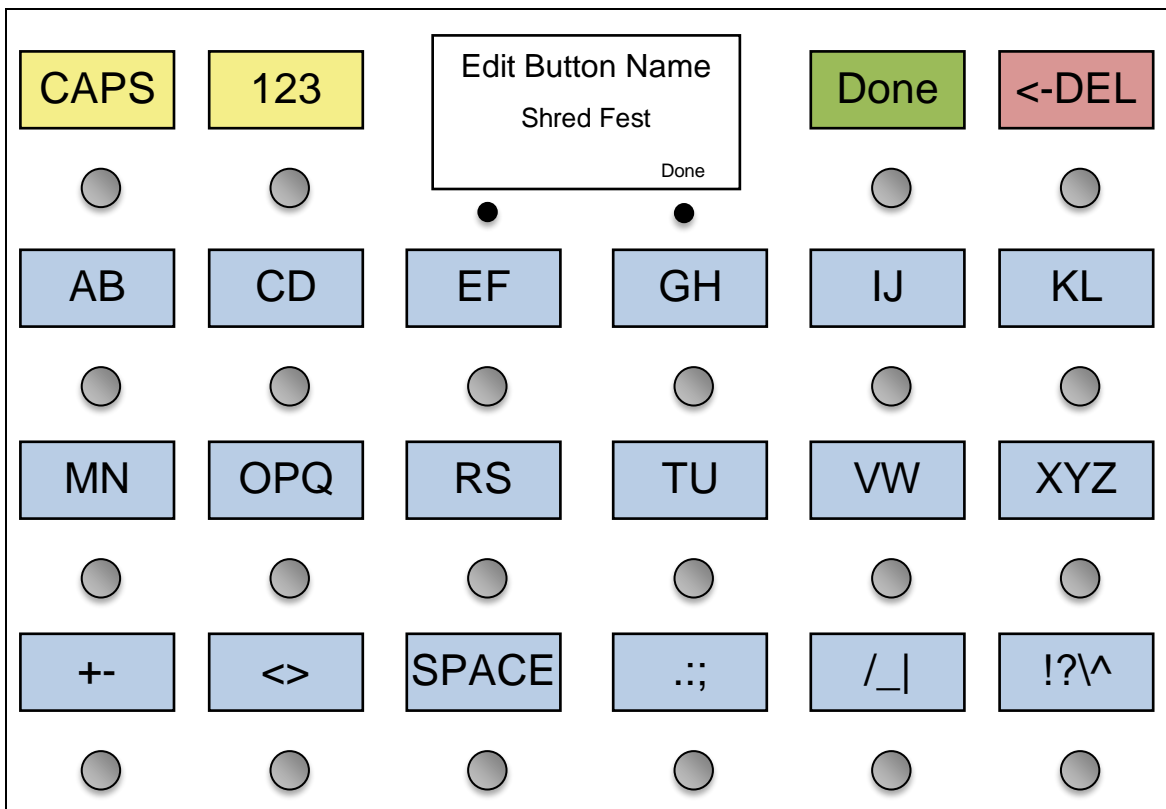 Edit Button Name
CAPS 123 Done <-DEL
Shred Fest
Done
AB CD EF GH IJ KL
MN OPQ RS TU VW XYZ
+- <> SPACE .:; /_| !?\^